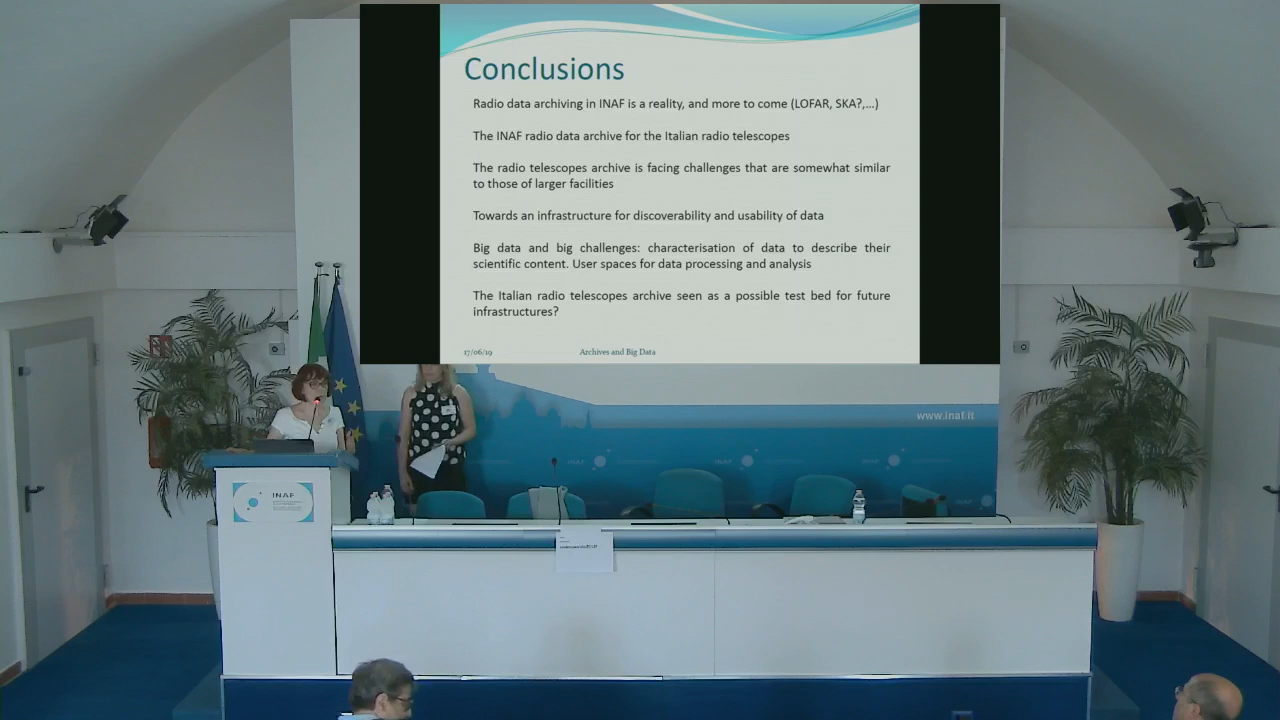 Conclusions
Radio data archiving in INAF is a reality, and more to come (LOFAR, SKA?,...)
The INAF radio data archive for the Italian radio telescopes
The radio telescopes archive is facing challenges that are somewhat similar
to those of larger facilities
Towards an infrastructure for discoverability and usability of data
Big data and big challenges: characterisation of data to describe their
scientific content. User spaces for data processing and analysis
The Italian radio telescopes archive seen as a possible test bed for future
infrastructures?
17/06/19
Archives and Big Data
www.inaf.it
INAF